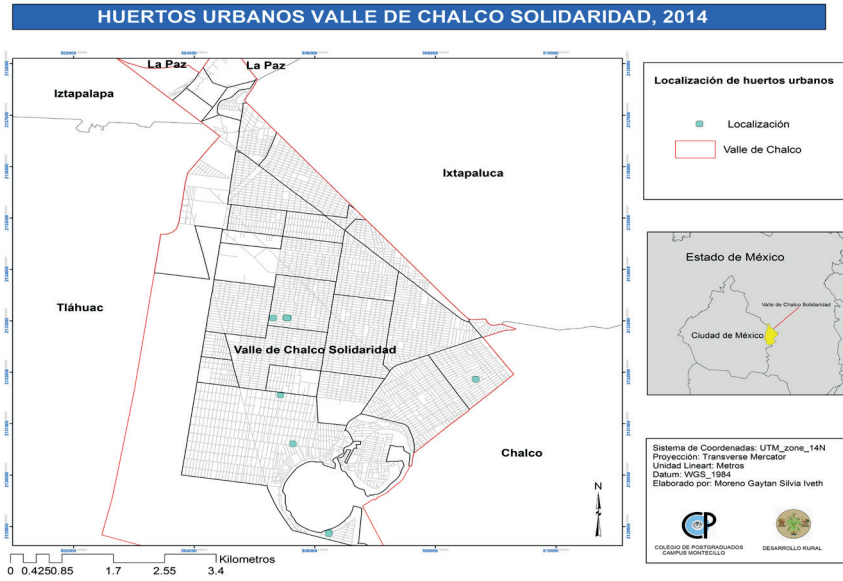 HUERTOS URBANOS VALLE DE CHALCO SOLIDARIDAD, 2014
La Paz
La Paz
Iztapalapa
Ixtapaluca
Tláhuac
Valle de Chalco Solidaridad
Chalco
N
Kilometros
0 0.4250.85 1.7 2.55 3.4
Localización de huertos urbanos
Localización
Valle de Chalco
Estado de México
Valle de Chalco Solidaridad
Ciudad de México
Sistema de Coordenadas: UTM_zone_14N
Proyección: Transverse Mercator
Unidad Lineart: Metros
Datum: WGS_1984
Elaborado por: Moreno Gaytan Silvia Iveth
CP
COLEGIO DE POSTGRADUADOS
CAMPUS MONTECILLO
DESARROLLO RURAL